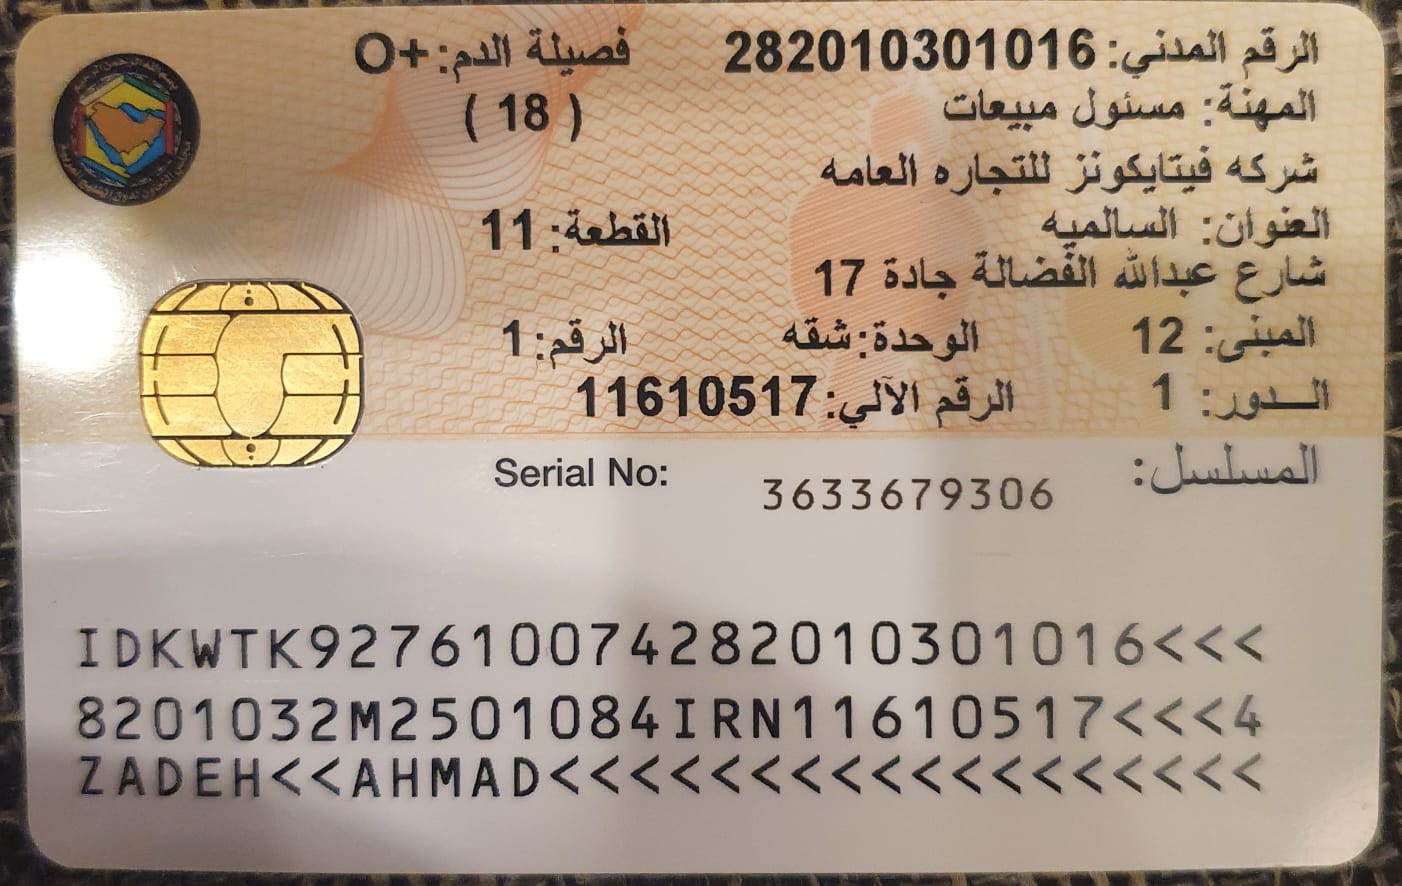 الرقم المدني: 282010301016 فصيلة الدم: O+
المهنة: مسئول مبيعات ( 18 )
شركه فيتايكونز للتجاره العامه
العنوان: السالميه القطعة: 11
شارع عبدالله الفضالة جادة 17
المبنى: 12 الوحدة: شقه الرقم: 1
الـــدور: 1 الرقم الآلي: 11610517
المسلسل: 3633679306 Serial No:
IDKWTK927610074282010301016<<<
8201032M2501084IRN11610517<<<4
ZADEH<<AHMAD<<<<<<<<<<<<<<<<<<